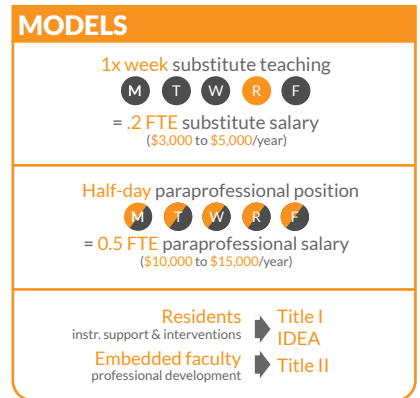 MODELS
1x week substitute teaching
M T W R F
= .2 FTE substitute salary
($3,000 to $5,000/year)
Half-day paraprofessional position
M T W R F
= 0.5 FTE paraprofessional salary
($10,000 to $15,000/year)
Residents Title I
instr. support & interventions IDEA
Embedded faculty Title II
professional development